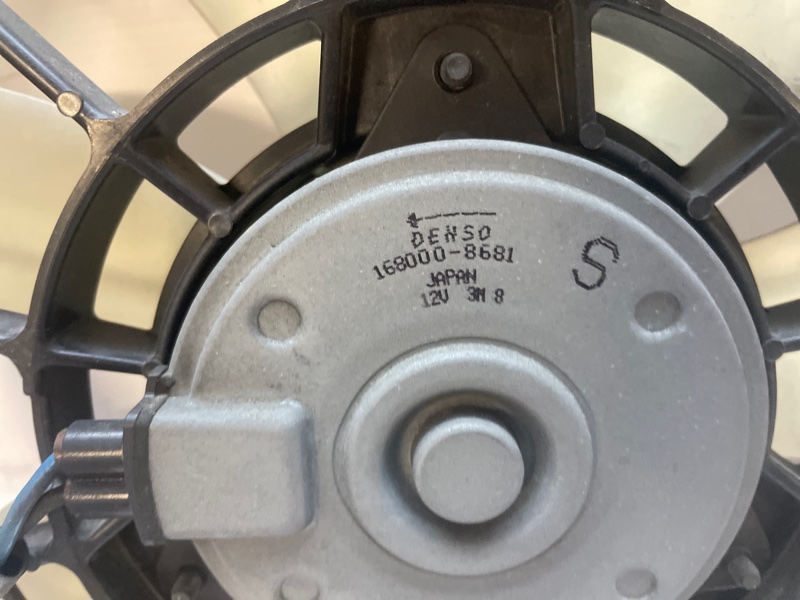 DENSO
168000-8681
JAPAN
12V 3M 8
S